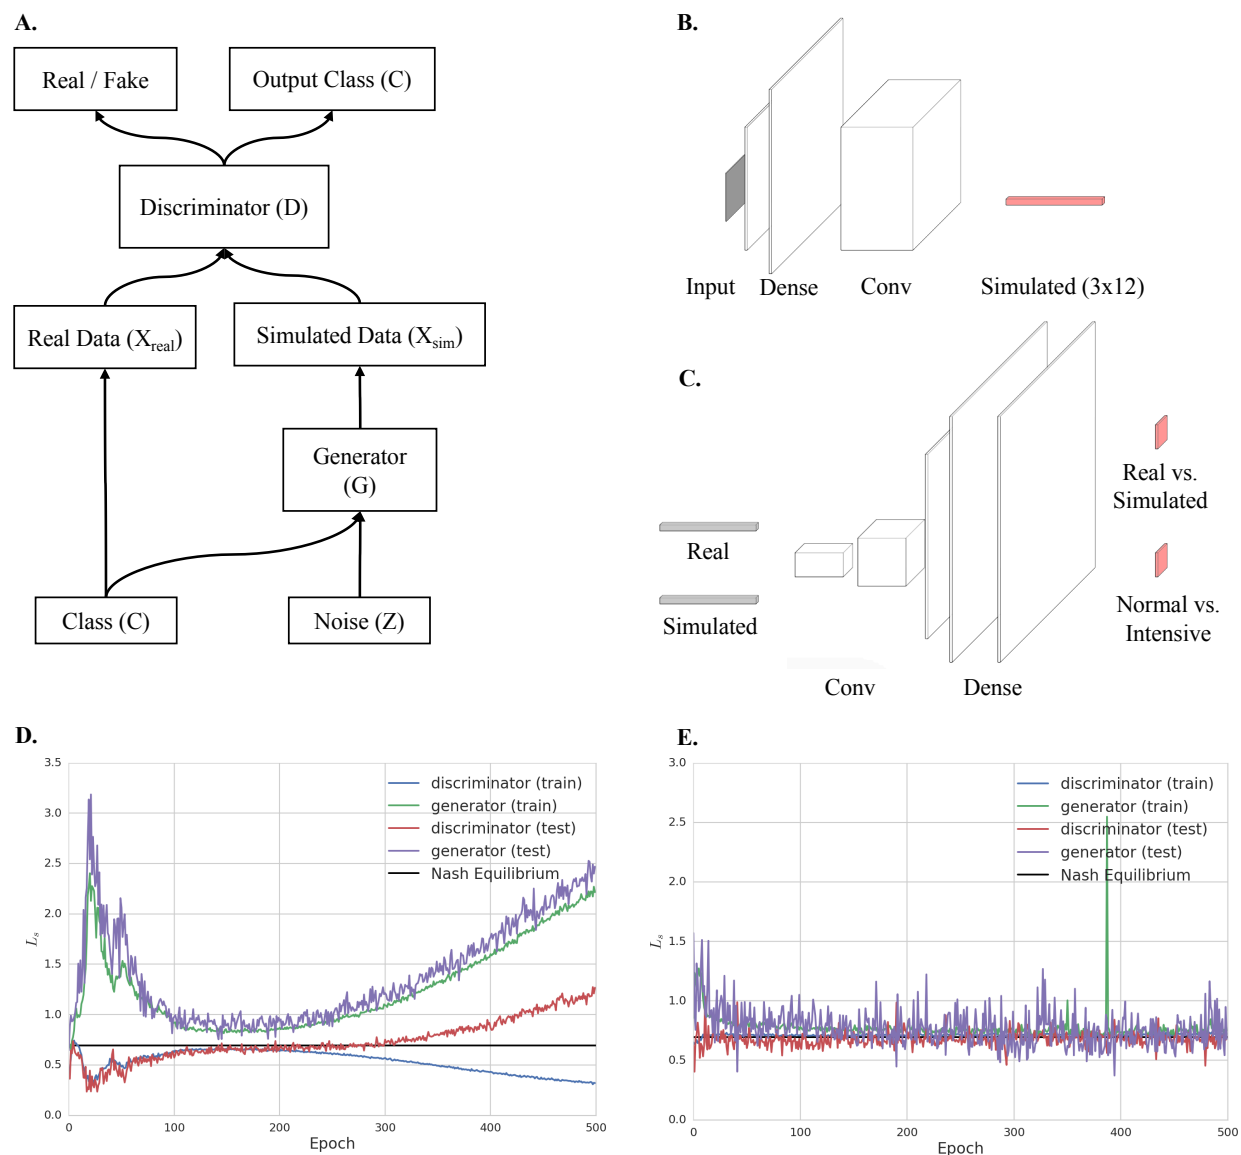 A.
Real / Fake
Output Class (C)
Discriminator (D)
Real Data (Xreal)
Simulated Data (Xsim)
Generator
(G)
Class (C)
Noise (Z)
B.
Input
Dense
Conv
Simulated (3x12)
C.
Real
Simulated
Conv
Dense
Real vs.
Simulated
Normal vs.
Intensive
D.
3.5
3.0
2.5
2.0
1.5
1.0
0.5
0.0
Ls
discriminator (train)
generator (train)
discriminator (test)
generator (test)
Nash Equilibrium
0
100
200
300
400
500
Epoch
E.
3.0
2.5
2.0
1.5
1.0
0.5
0.0
Ls
discriminator (train)
generator (train)
discriminator (test)
generator (test)
Nash Equilibrium
0
100
200
300
400
500
Epoch